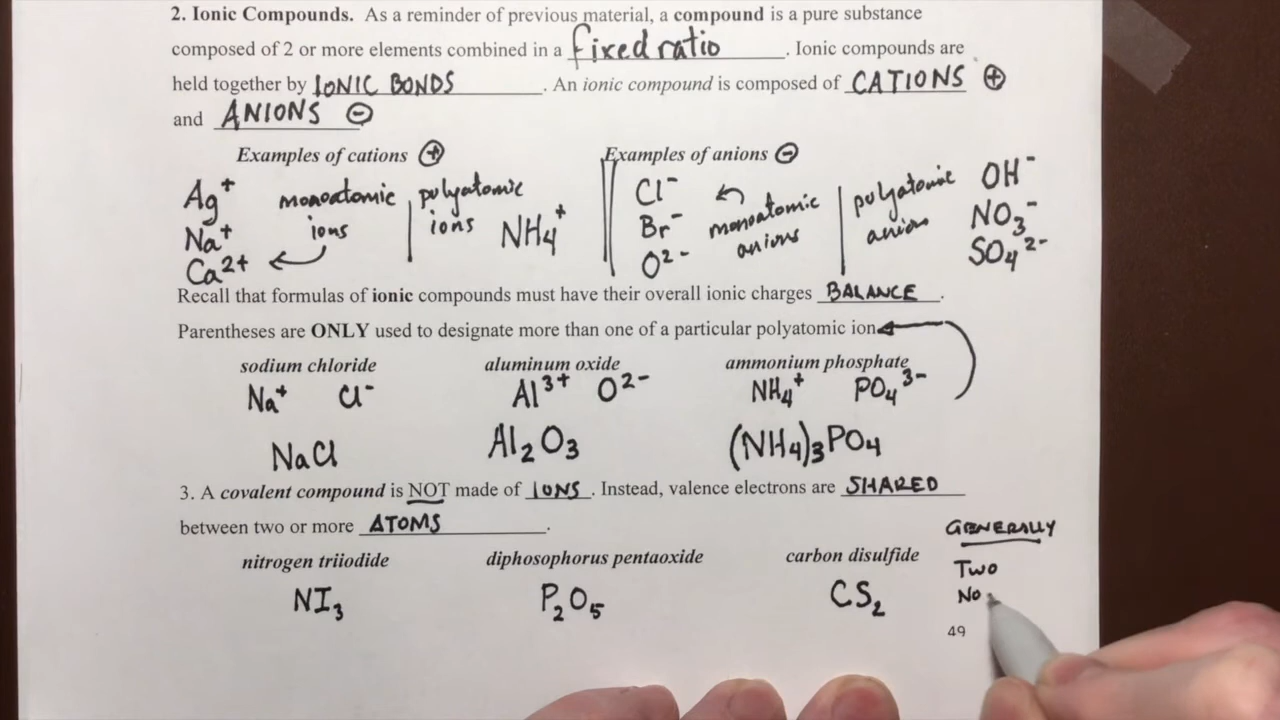 2. Ionic Compounds. As a reminder of previous material, a compound is a pure substance
composed of 2 or more elements combined in a fixed ratio. Ionic compounds are
held together by IONIC BONDS. An ionic compound is composed of CATIONS ⊕
and ANIONS ⊖
Examples of cations ⊕ Examples of anions ⊖
Ag⁺ monoatomic polyatomic Cl⁻ polyatomic OH⁻
Na⁺ ions ions NH₄⁺ Br⁻ monoatomic anion NO₃⁻
Ca²⁺ O²⁻ anions SO₄²⁻
Recall that formulas of ionic compounds must have their overall ionic charges BALANCE.
Parentheses are ONLY used to designate more than one of a particular polyatomic ion
sodium chloride aluminum oxide ammonium phosphate
Na⁺ Cl⁻ Al³⁺ O²⁻ NH₄⁺ PO₄³⁻
NaCl Al₂O₃ (NH₄)₃PO₄
3. A covalent compound is NOT made of IONS. Instead, valence electrons are SHARED
between two or more ATOMS.
GENERALLY
nitrogen triiodide diphosophorus pentaoxide carbon disulfide
TWO
NI₃ P₂O₅ CS₂
NO
49